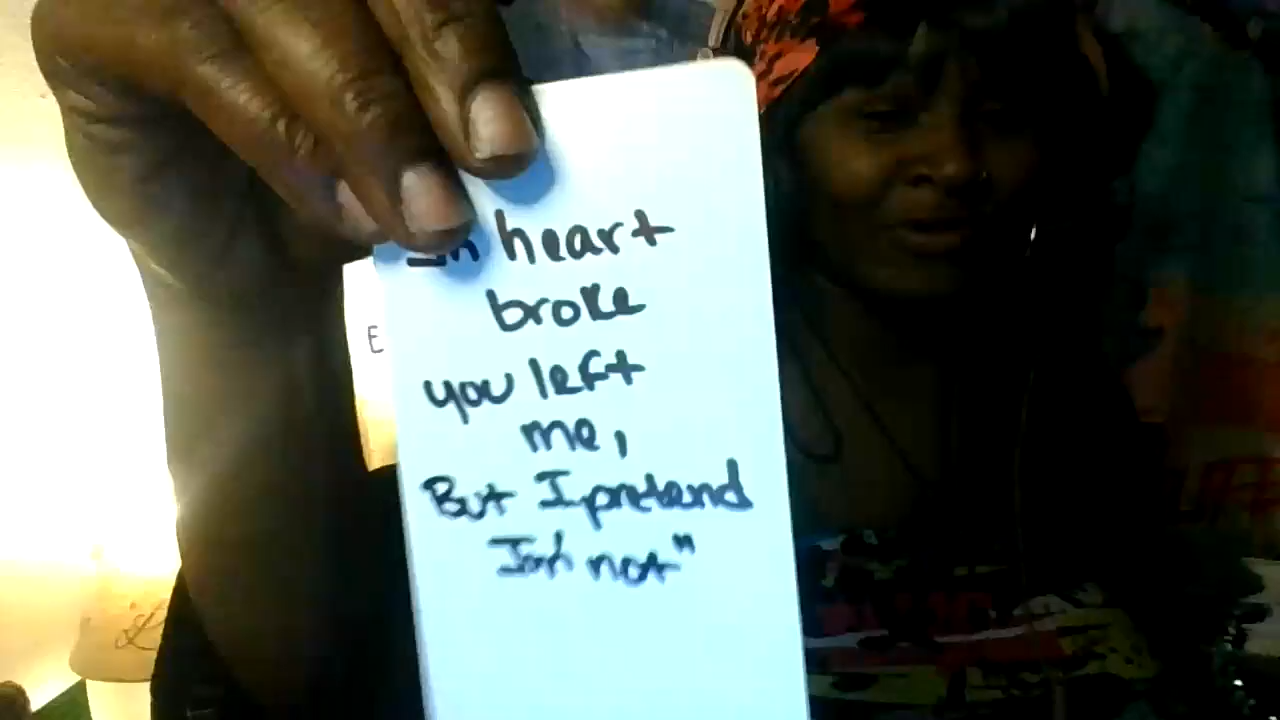 heart
broke
you left
me,
But I pretend
not"
E